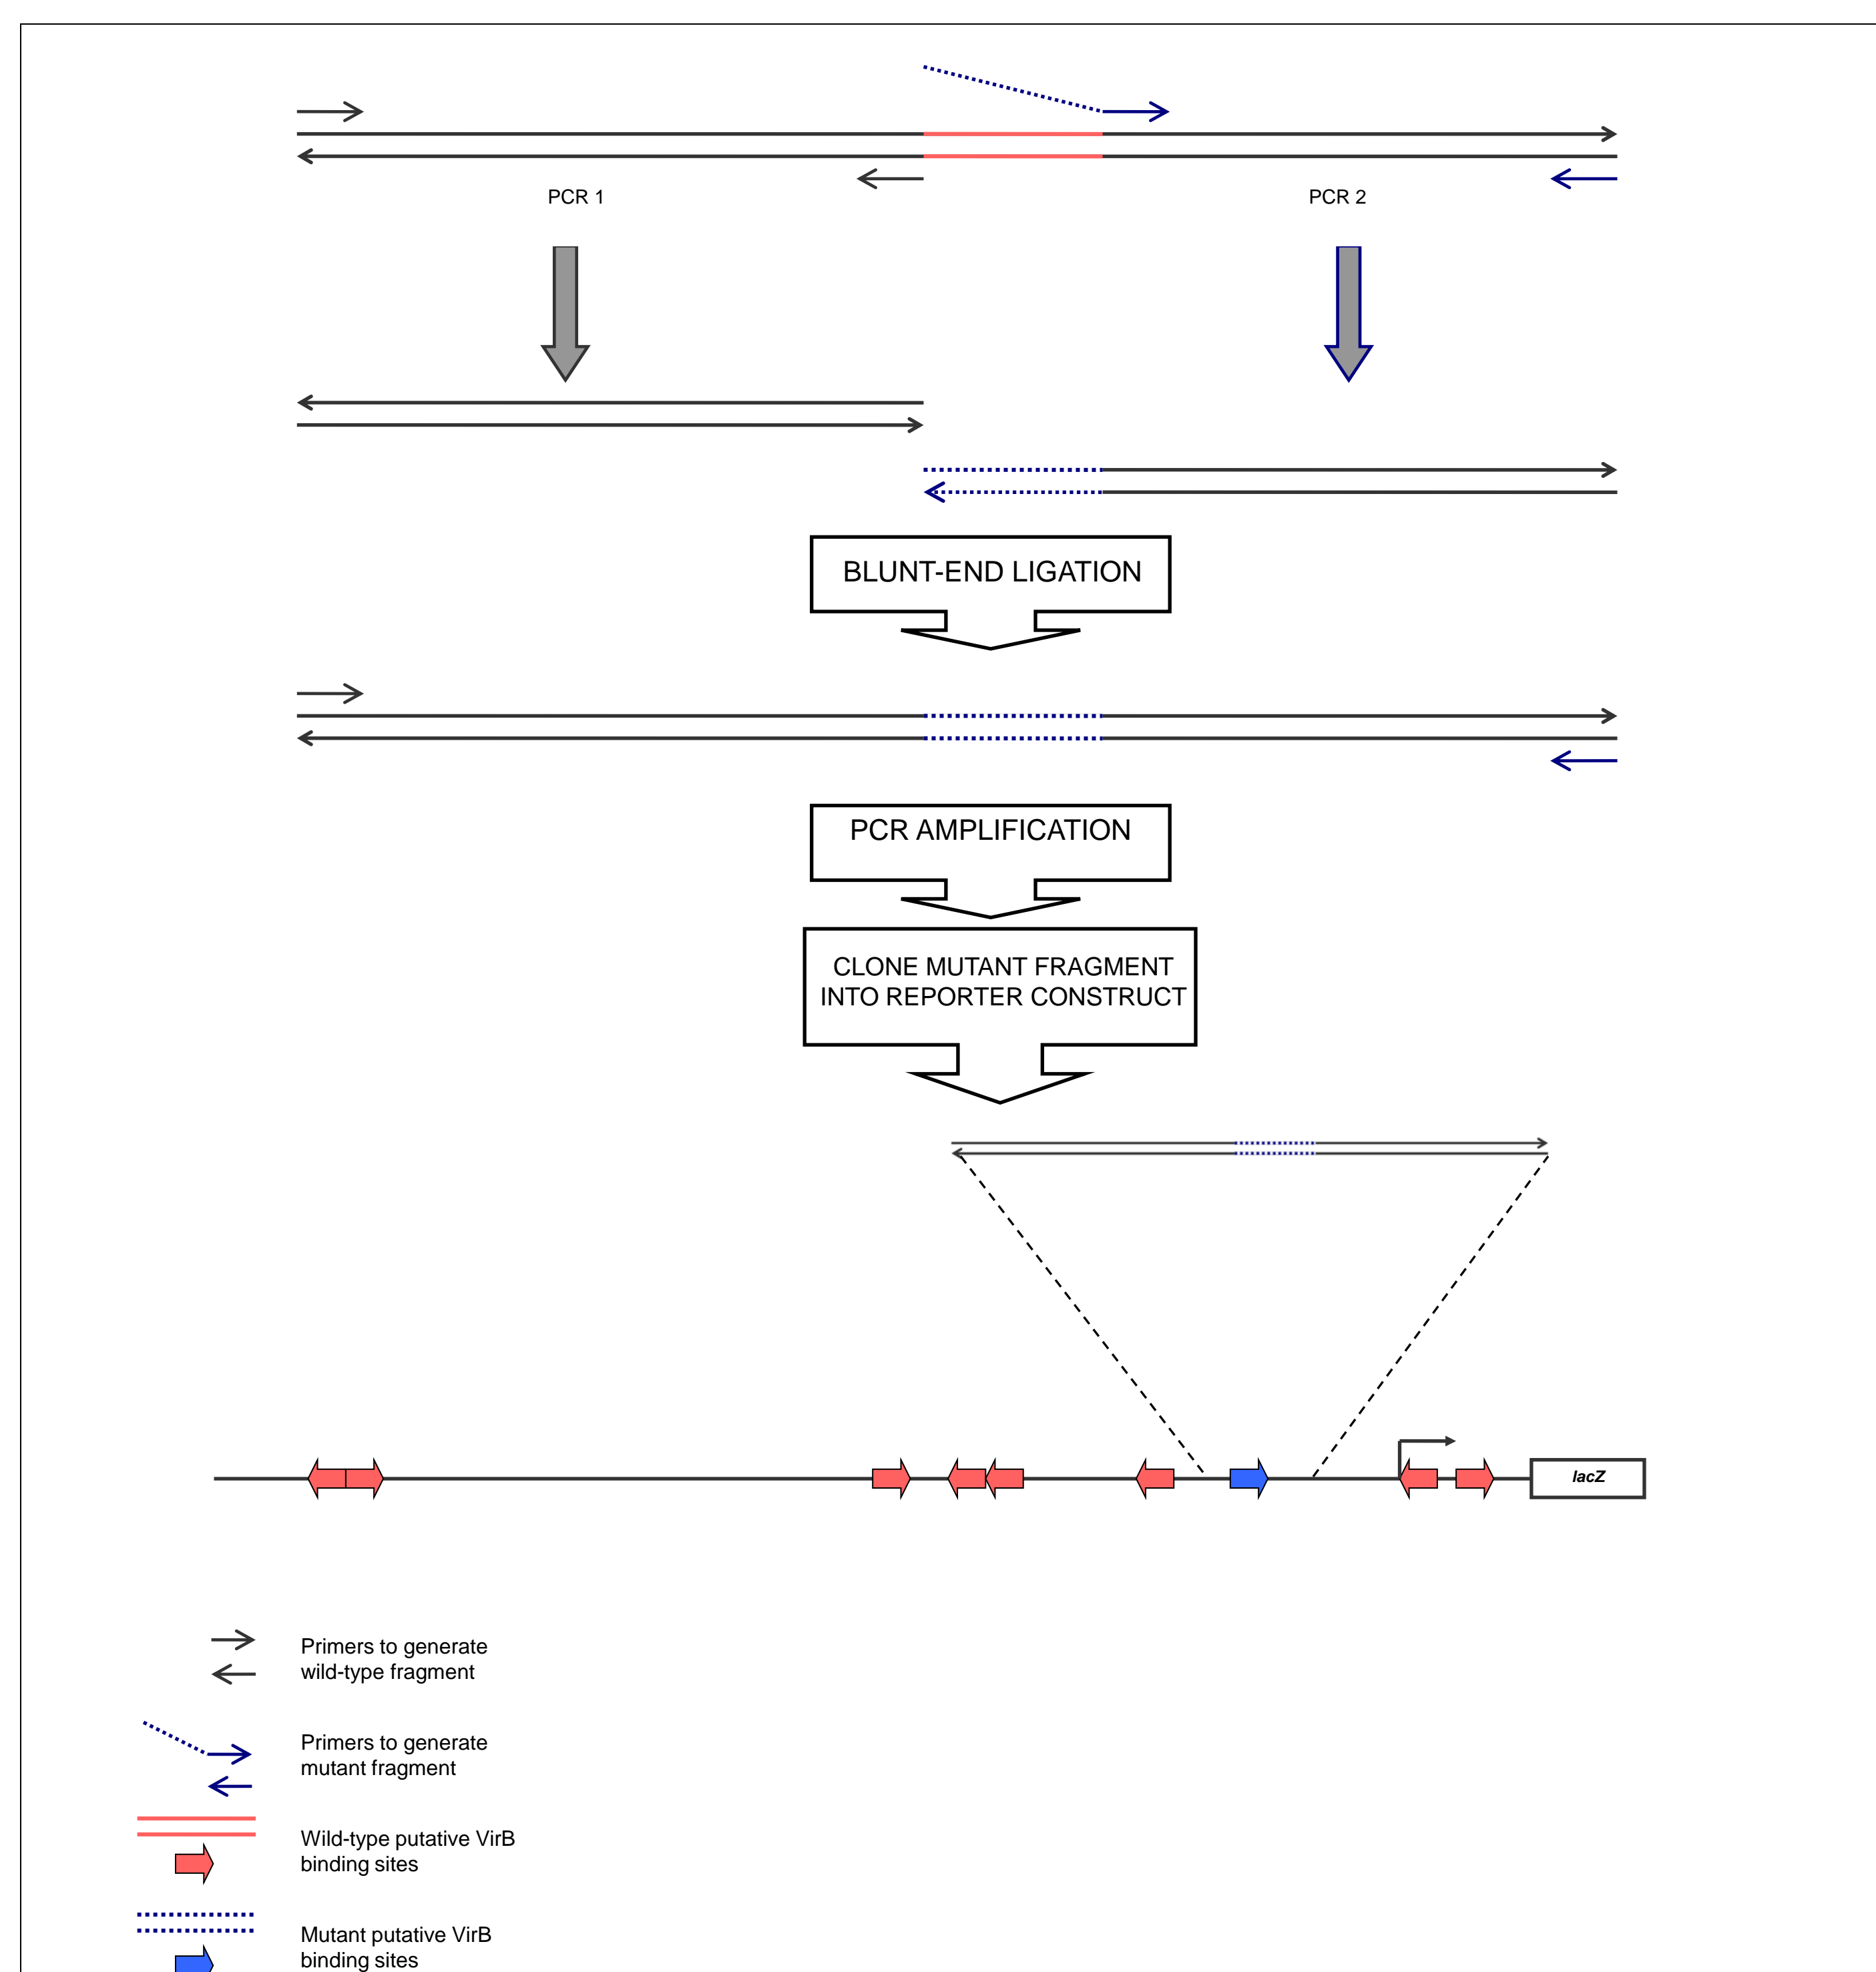 PCR 1
PCR 2
BLUNT-END LIGATION
PCR AMPLIFICATION
CLONE MUTANT FRAGMENT
INTO REPORTER CONSTRUCT
lacZ
Primers to generate
wild-type fragment
Primers to generate
mutant fragment
Wild-type putative VirB
binding sites
Mutant putative VirB
binding sites